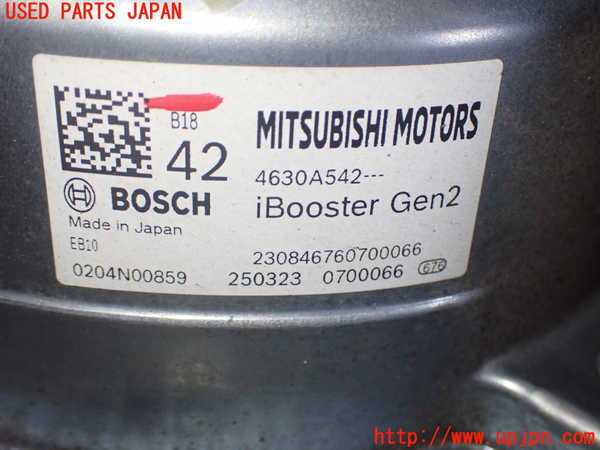 USED PARTS JAPAN
B18
42
MITSUBISHI MOTORS
4630A542---
BOSCH
iBooster Gen2
Made in Japan
EB10
230846760700066
0204N00859 250323 0700066 676
http://www.upjpn.com